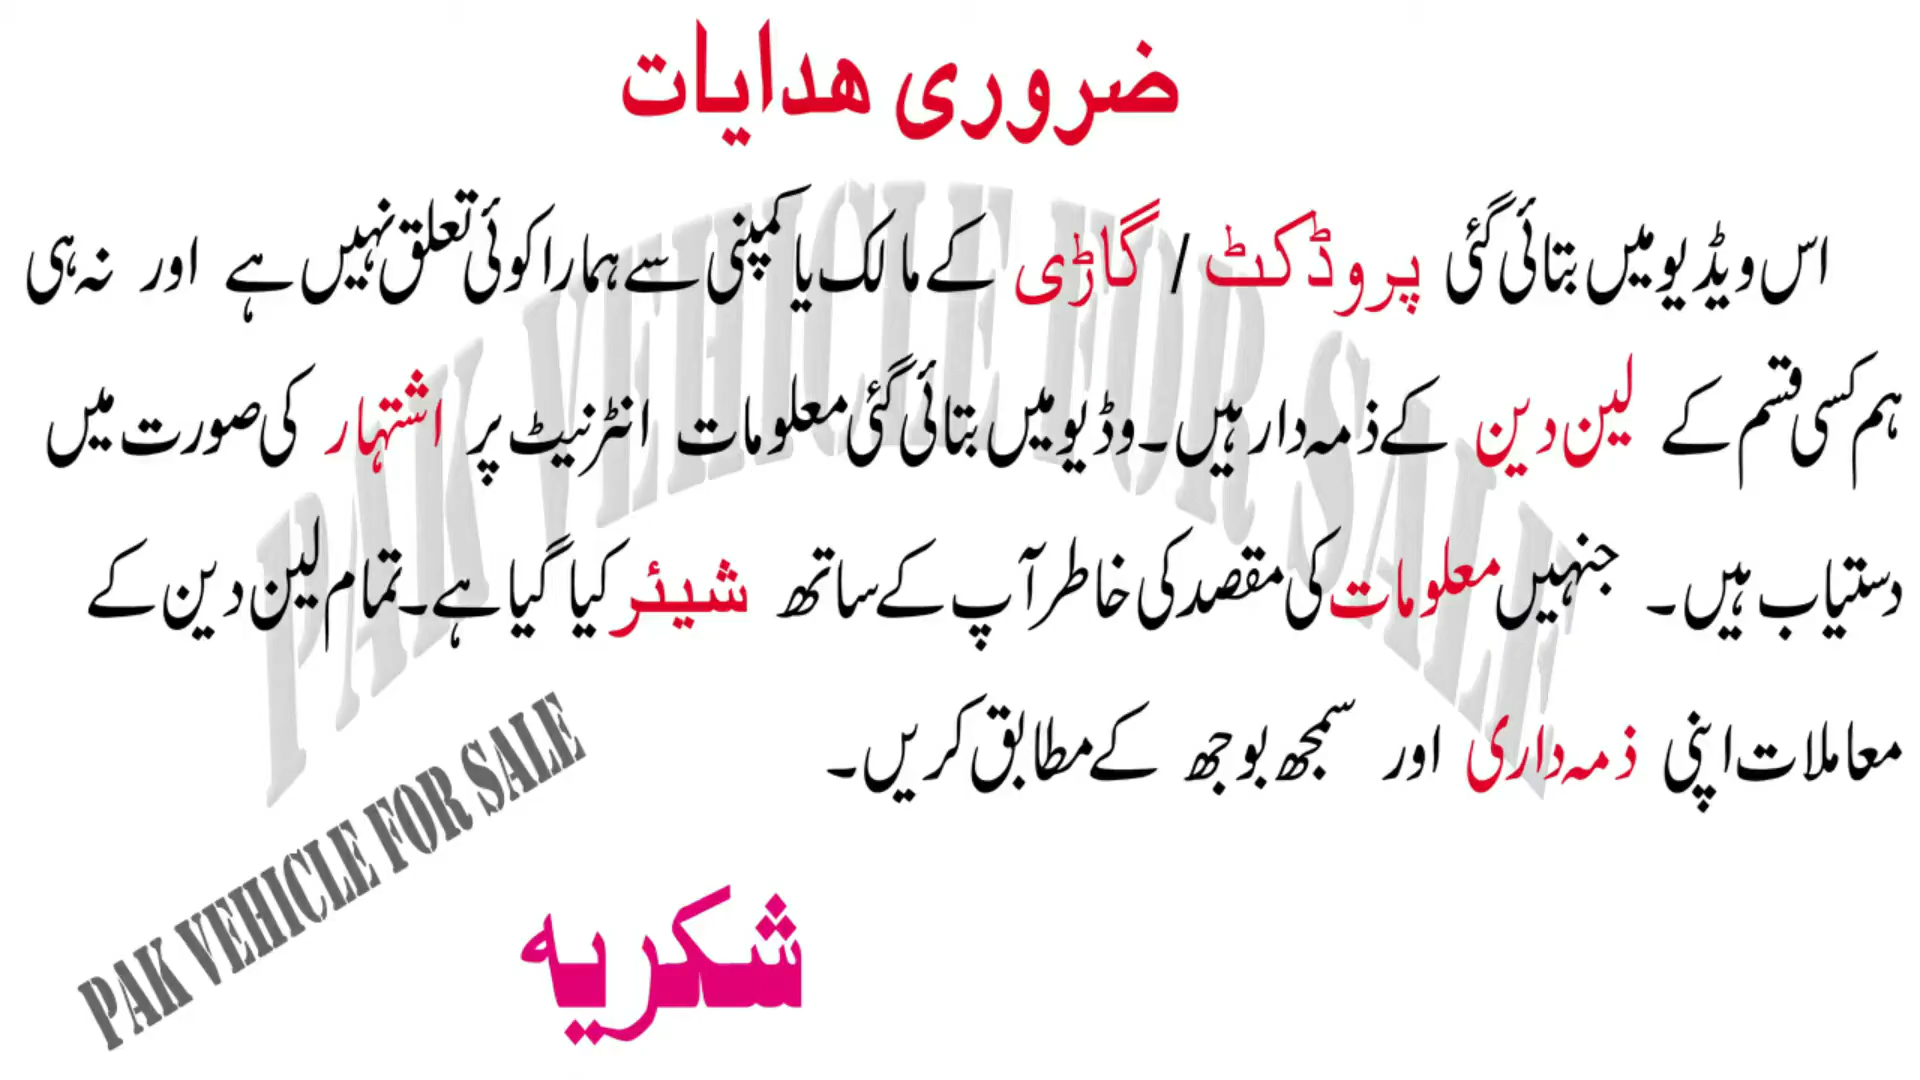 ضروری ھدایات
اس ویڈیو میں بتائی گئی پروڈکٹ / گاڑی کے مالک یا کمپنی سے ہمارا کوئی تعلق نہیں ہے اور نہ ہی
ہم کسی قسم کے لین دین کے ذمہ دار ہیں۔ وڈیو میں بتائی گئی معلومات انٹرنیٹ پر اشتہار کی صورت میں
دستیاب ہیں۔ جنہیں معلومات کی مقصد کی خاطر آپ کے ساتھ شیئر کیا گیا ہے۔ تمام لین دین کے
معاملات اپنی ذمہ داری اور سمجھ بوجھ کے مطابق کریں۔
شکریہ
PAK VEHICLE FOR SALE
PAK VEHICLE FOR SALE